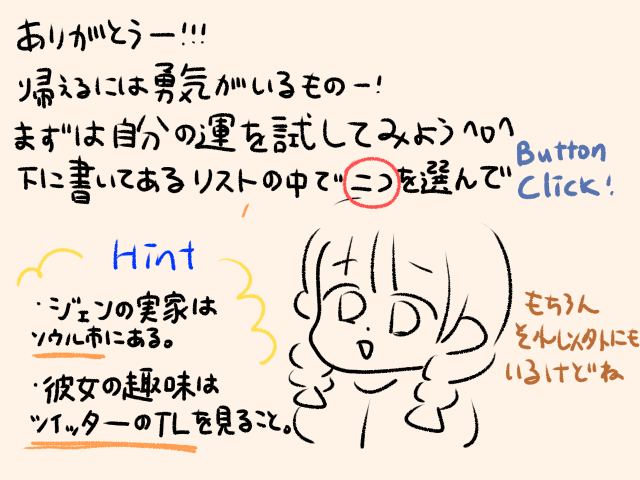 ありがとうー!!!
帰えるには勇気がいるものー!
まずは自分の運を試してみよう^o^
下に書いてあるリストの中でニコを選んで
Button
Click!
Hint
・ジェンの実家は
ソウル市にある。
・彼女の趣味は
ツイッターのTLを見ること。
もちろん
それ以外にも
いるけどね